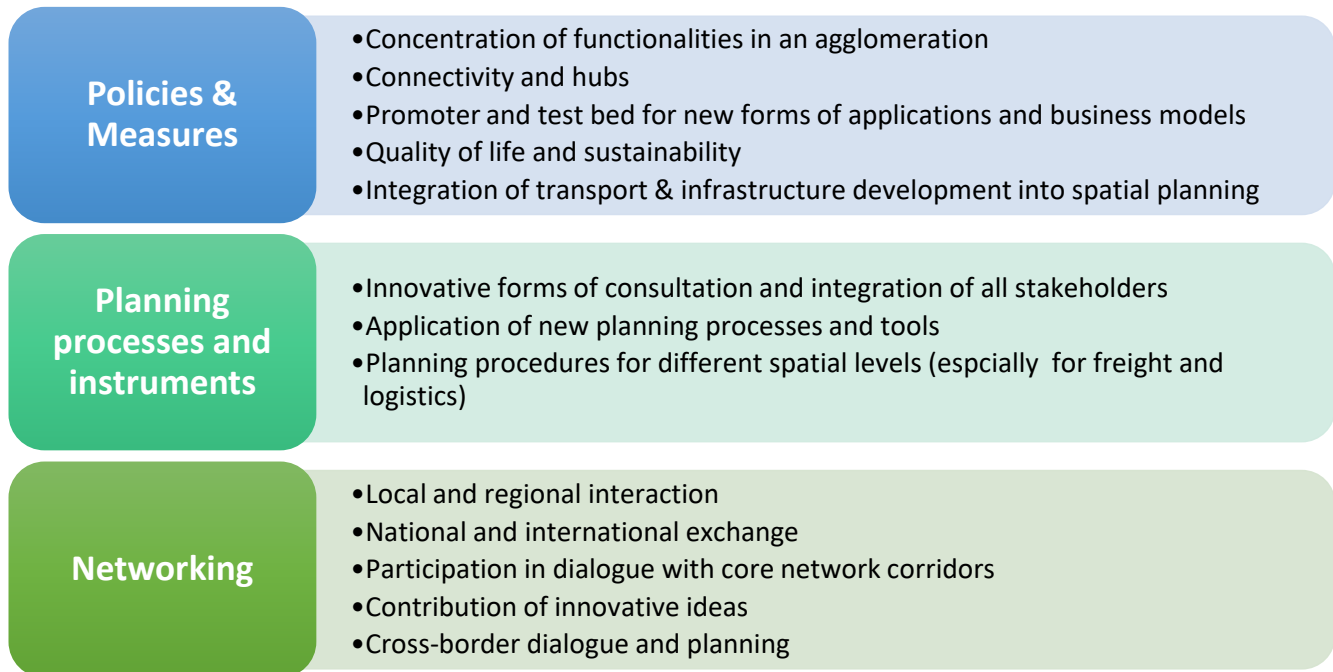 Policies &
Measures
•Concentration of functionalities in an agglomeration
•Connectivity and hubs
•Promoter and test bed for new forms of applications and business models
•Quality of life and sustainability
•Integration of transport & infrastructure development into spatial planning
Planning
processes and
instruments
•Innovative forms of consultation and integration of all stakeholders
•Application of new planning processes and tools
•Planning procedures for different spatial levels (espcially for freight and
logistics)
Networking
•Local and regional interaction
•National and international exchange
•Participation in dialogue with core network corridors
•Contribution of innovative ideas
•Cross-border dialogue and planning